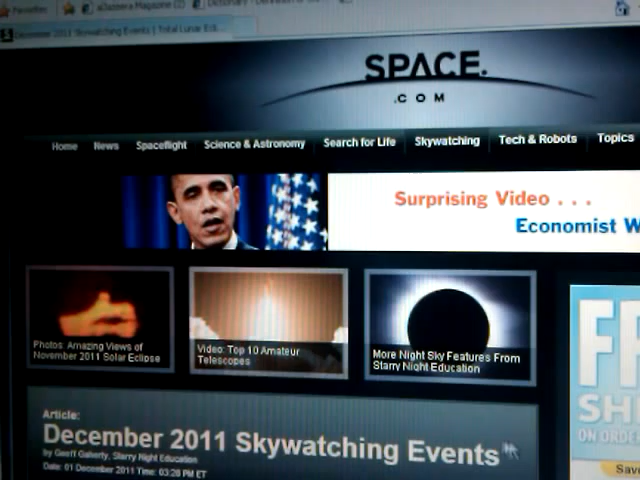 Favorites
December 2011 Skywatching Events | Total Lunar Ecl
SPACE.
.COM
Home News Spaceflight Science & Astronomy Search for Life Skywatching Tech & Robots Topics
Surprising Video . . .
Economist W
Photos: Amazing Views of
November 2011 Solar Eclipse
Video: Top 10 Amateur
Telescopes
More Night Sky Features From
Starry Night Education
FR
SH
ON ORDE
Save
Article:
December 2011 Skywatching Events
by Geoff Gaherty, Starry Night Education
Date: 01 December 2011 Time: 03:28 PM ET